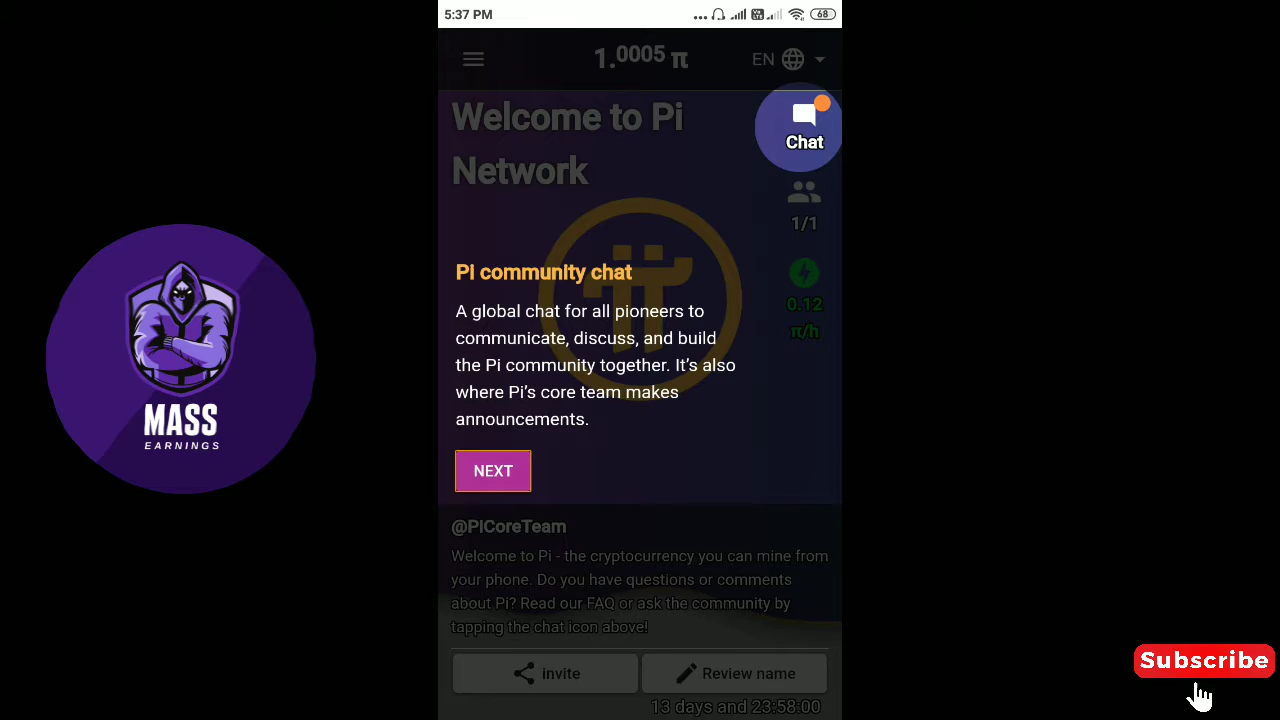 5:37 PM
68
1.0005 π
EN
Welcome to Pi
Network
Chat
1/1
0.12
π/h
Pi community chat
A global chat for all pioneers to
communicate, discuss, and build
the Pi community together. It’s also
where Pi’s core team makes
announcements.
NEXT
@PiCoreTeam
Welcome to Pi - the cryptocurrency you can mine from
your phone. Do you have questions or comments
about Pi? Read our FAQ or ask the community by
tapping the chat icon above!
invite
Review name
13 days and 23:58:00
MASS
EARNINGS
Subscribe